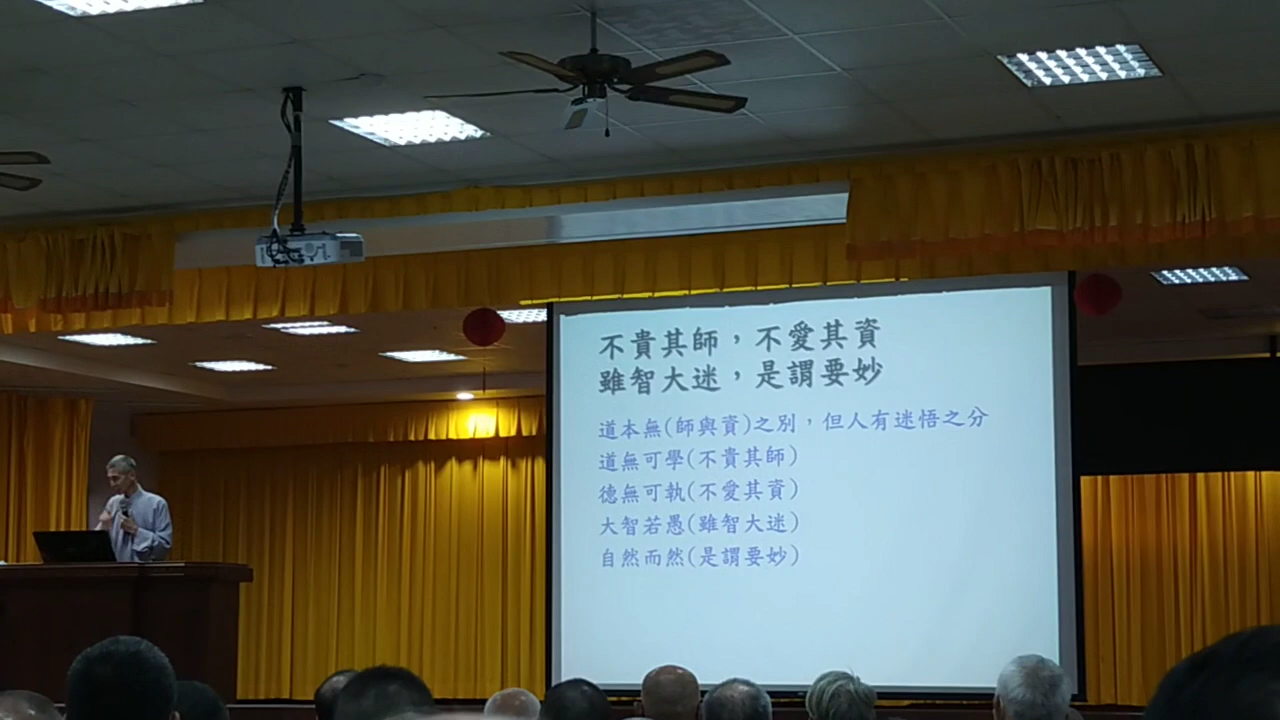 不貴其師，不愛其資
雖智大迷，是謂要妙
道本無(師與資)之別，但人有迷悟之分
道無可學(不貴其師)
德無可執(不愛其資)
大智若愚(雖智大迷)
自然而然(是謂要妙)